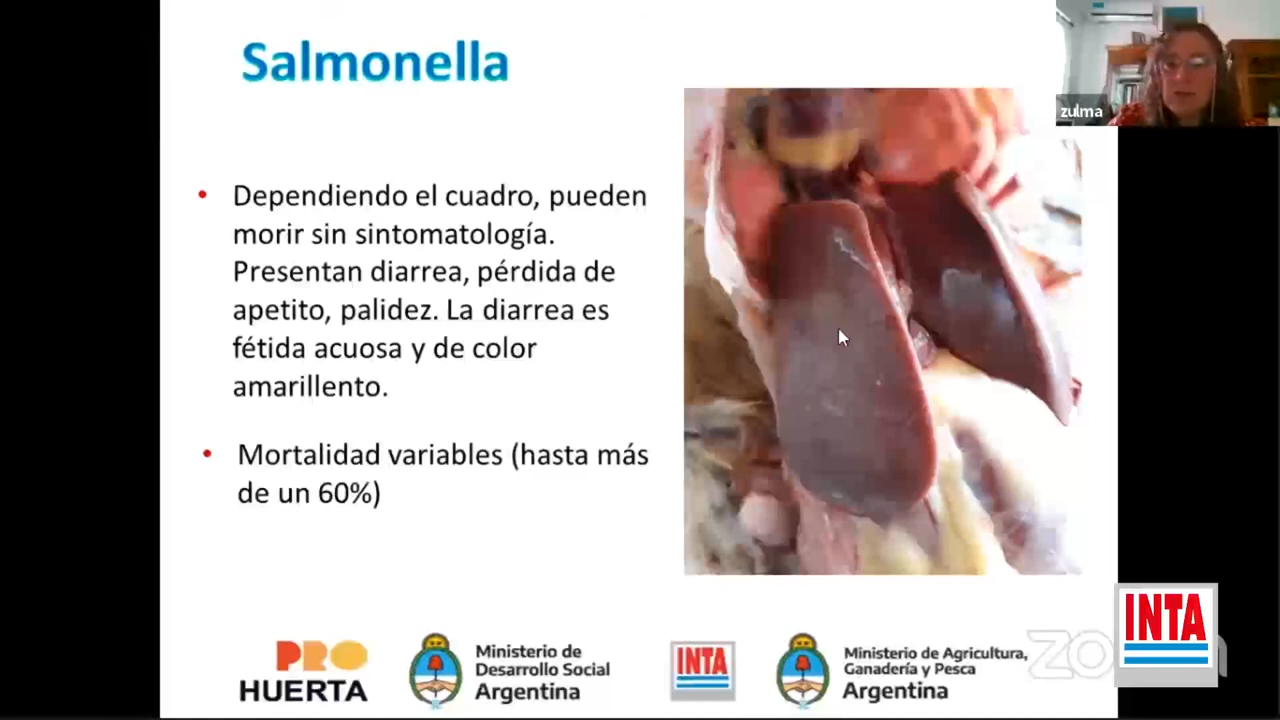 Salmonella
zulma
• Dependiendo el cuadro, pueden
morir sin sintomatología.
Presentan diarrea, pérdida de
apetito, palidez. La diarrea es
fétida acuosa y de color
amarillento.
• Mortalidad variables (hasta más
de un 60%)
PRO
HUERTA
Ministerio de
Desarrollo Social
Argentina
INTA
Ministerio de Agricultura,
Ganadería y Pesca
Argentina
INTA